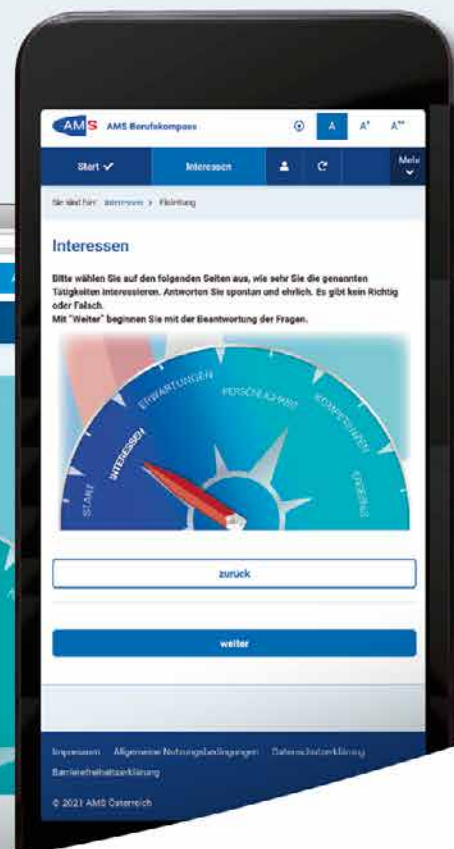 AMS AMS Berufskompass A A+ A++
Start ✓ Interessen Mehr
Sie sind hier: Interessen > Einleitung
Interessen
Bitte wählen Sie auf den folgenden Seiten aus, wie sehr Sie die genannten
Tätigkeiten interessieren. Antworten Sie spontan und ehrlich. Es gibt kein Richtig
oder Falsch.
Mit "Weiter" beginnen Sie mit der Beantwortung der Fragen.
START INTERESSEN ERWARTUNGEN PERSÖNLICHKEIT KOMPETENZEN ERGEBNIS
zurück
weiter
Impressum Allgemeine Nutzungsbedingungen Datenschutzerklärung
Barrierefreiheitserklärung
© 2021 AMS Österreich